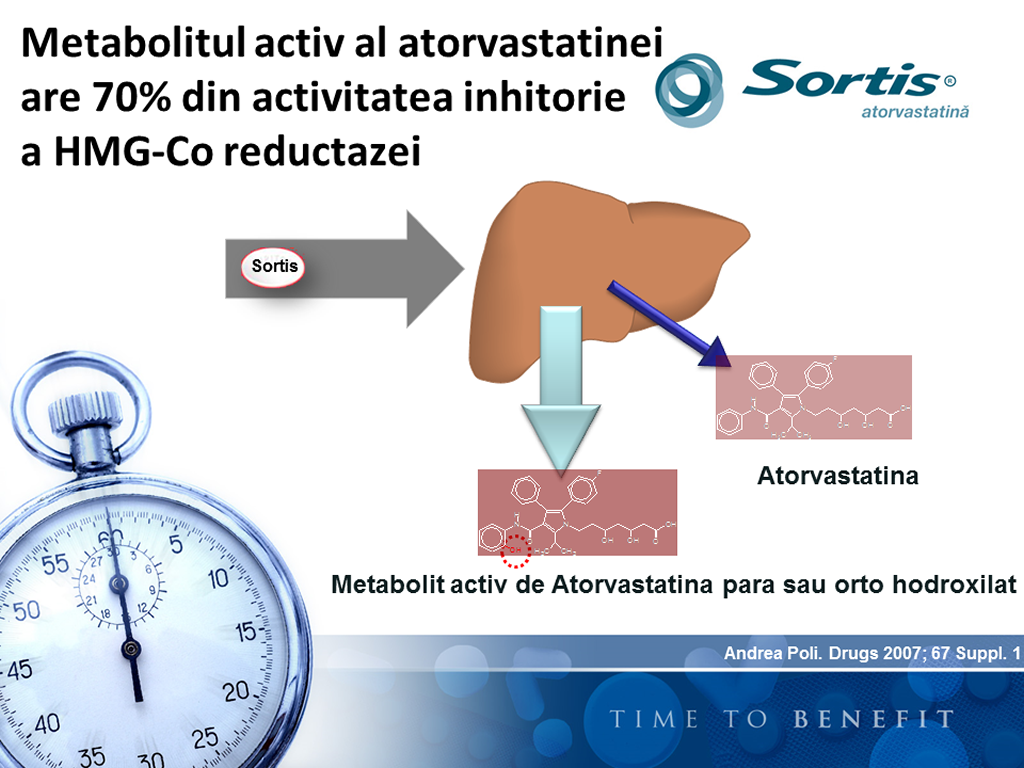 Metabolitul activ al atorvastatinei
are 70% din activitatea inhitorie
a HMG-Co reductazei
Sortis®
atorvastatină
Sortis
Atorvastatina
OH
Metabolit activ de Atorvastatina para sau orto hodroxilat
Andrea Poli. Drugs 2007; 67 Suppl. 1
TIME TO BENEFIT
60
5
10
15
20
25
30
35
40
45
50
55
30
3
6
9
12
15
18
21
24
27